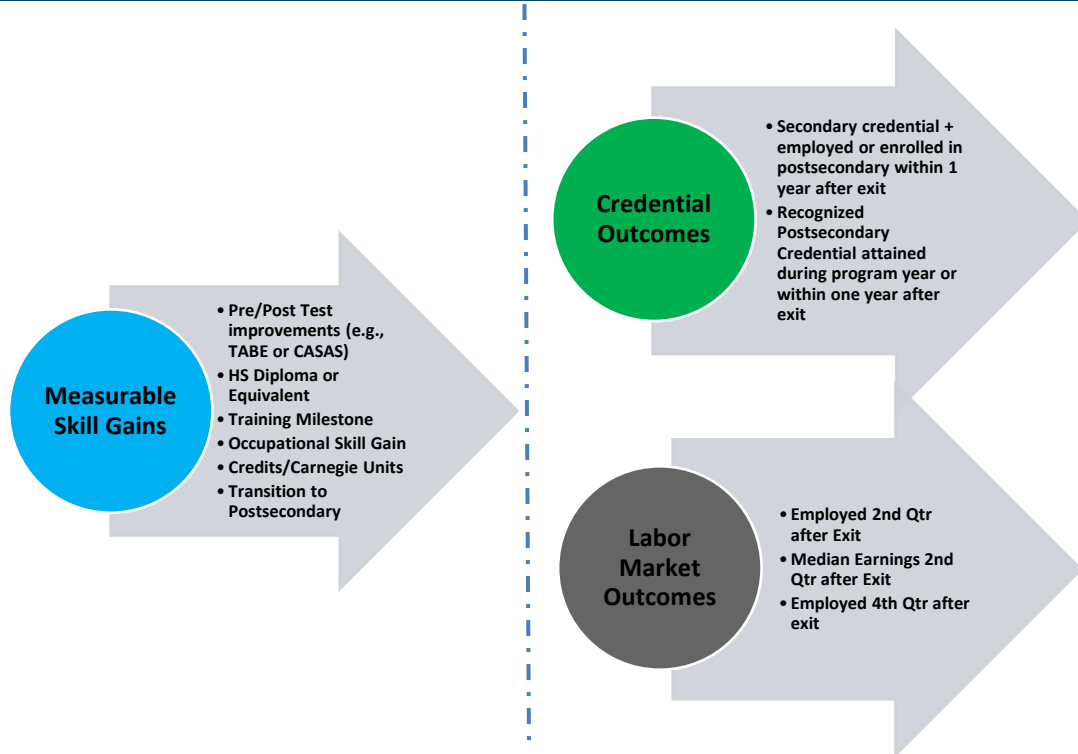 Measurable
Skill Gains
• Pre/Post Test
improvements (e.g.,
TABE or CASAS)
• HS Diploma or
Equivalent
• Training Milestone
• Occupational Skill Gain
• Credits/Carnegie Units
• Transition to
Postsecondary
Credential
Outcomes
• Secondary credential +
employed or enrolled in
postsecondary within 1
year after exit
• Recognized
Postsecondary
Credential attained
during program year or
within one year after
exit
Labor
Market
Outcomes
• Employed 2nd Qtr
after Exit
• Median Earnings 2nd
Qtr after Exit
• Employed 4th Qtr after
exit